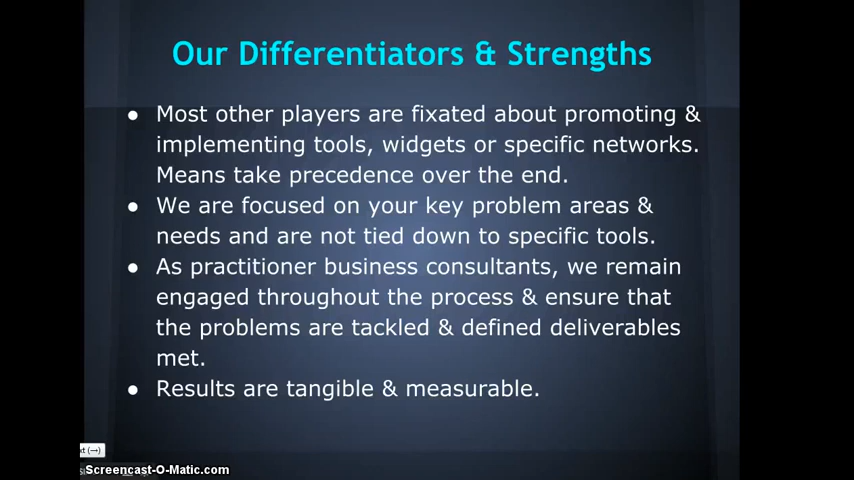 Our Differentiators & Strengths
● Most other players are fixated about promoting &
implementing tools, widgets or specific networks.
Means take precedence over the end.
● We are focused on your key problem areas &
needs and are not tied down to specific tools.
● As practitioner business consultants, we remain
engaged throughout the process & ensure that
the problems are tackled & defined deliverables
met.
● Results are tangible & measurable.
Screencast-O-Matic.com